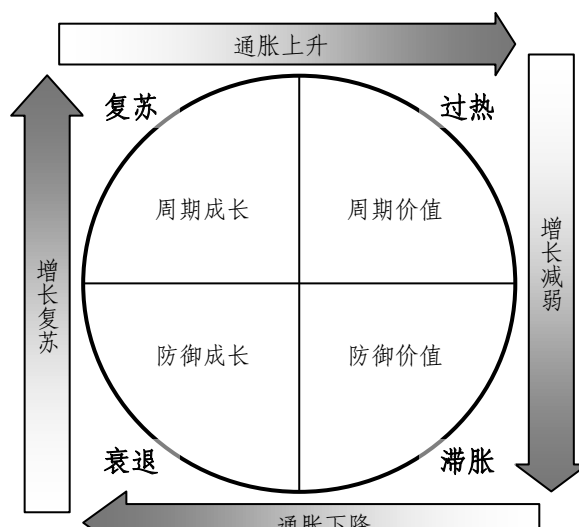 通胀上升
复苏
过热
周期成长
周期价值
增长复苏
增长减弱
防御成长
防御价值
衰退
滞胀
通胀下降